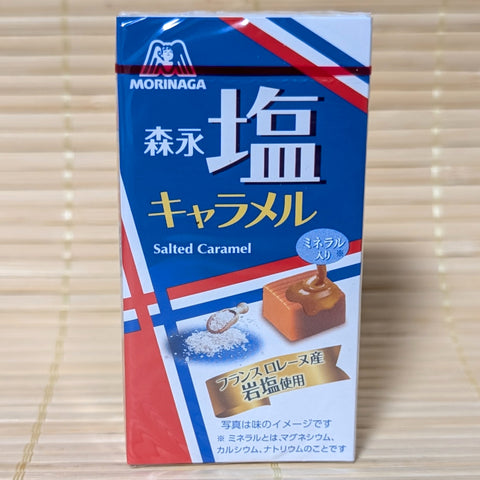 MORINAGA
森永 塩
キャラメル
Salted Caramel
ミネラル
入り ※
フランス ロレーヌ産
岩塩使用
写真は味のイメージです
※ ミネラルとは、マグネシウム、
カルシウム、ナトリウムのことです